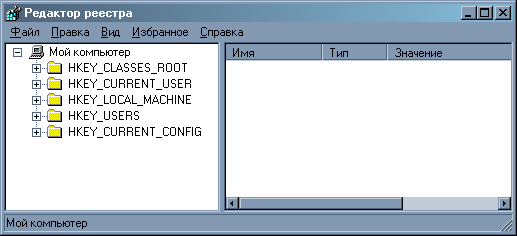 Редактор реестра
Файл Правка Вид Избранное Справка
Мой компьютер
HKEY_CLASSES_ROOT
HKEY_CURRENT_USER
HKEY_LOCAL_MACHINE
HKEY_USERS
HKEY_CURRENT_CONFIG
Имя Тип Значение
Мой компьютер